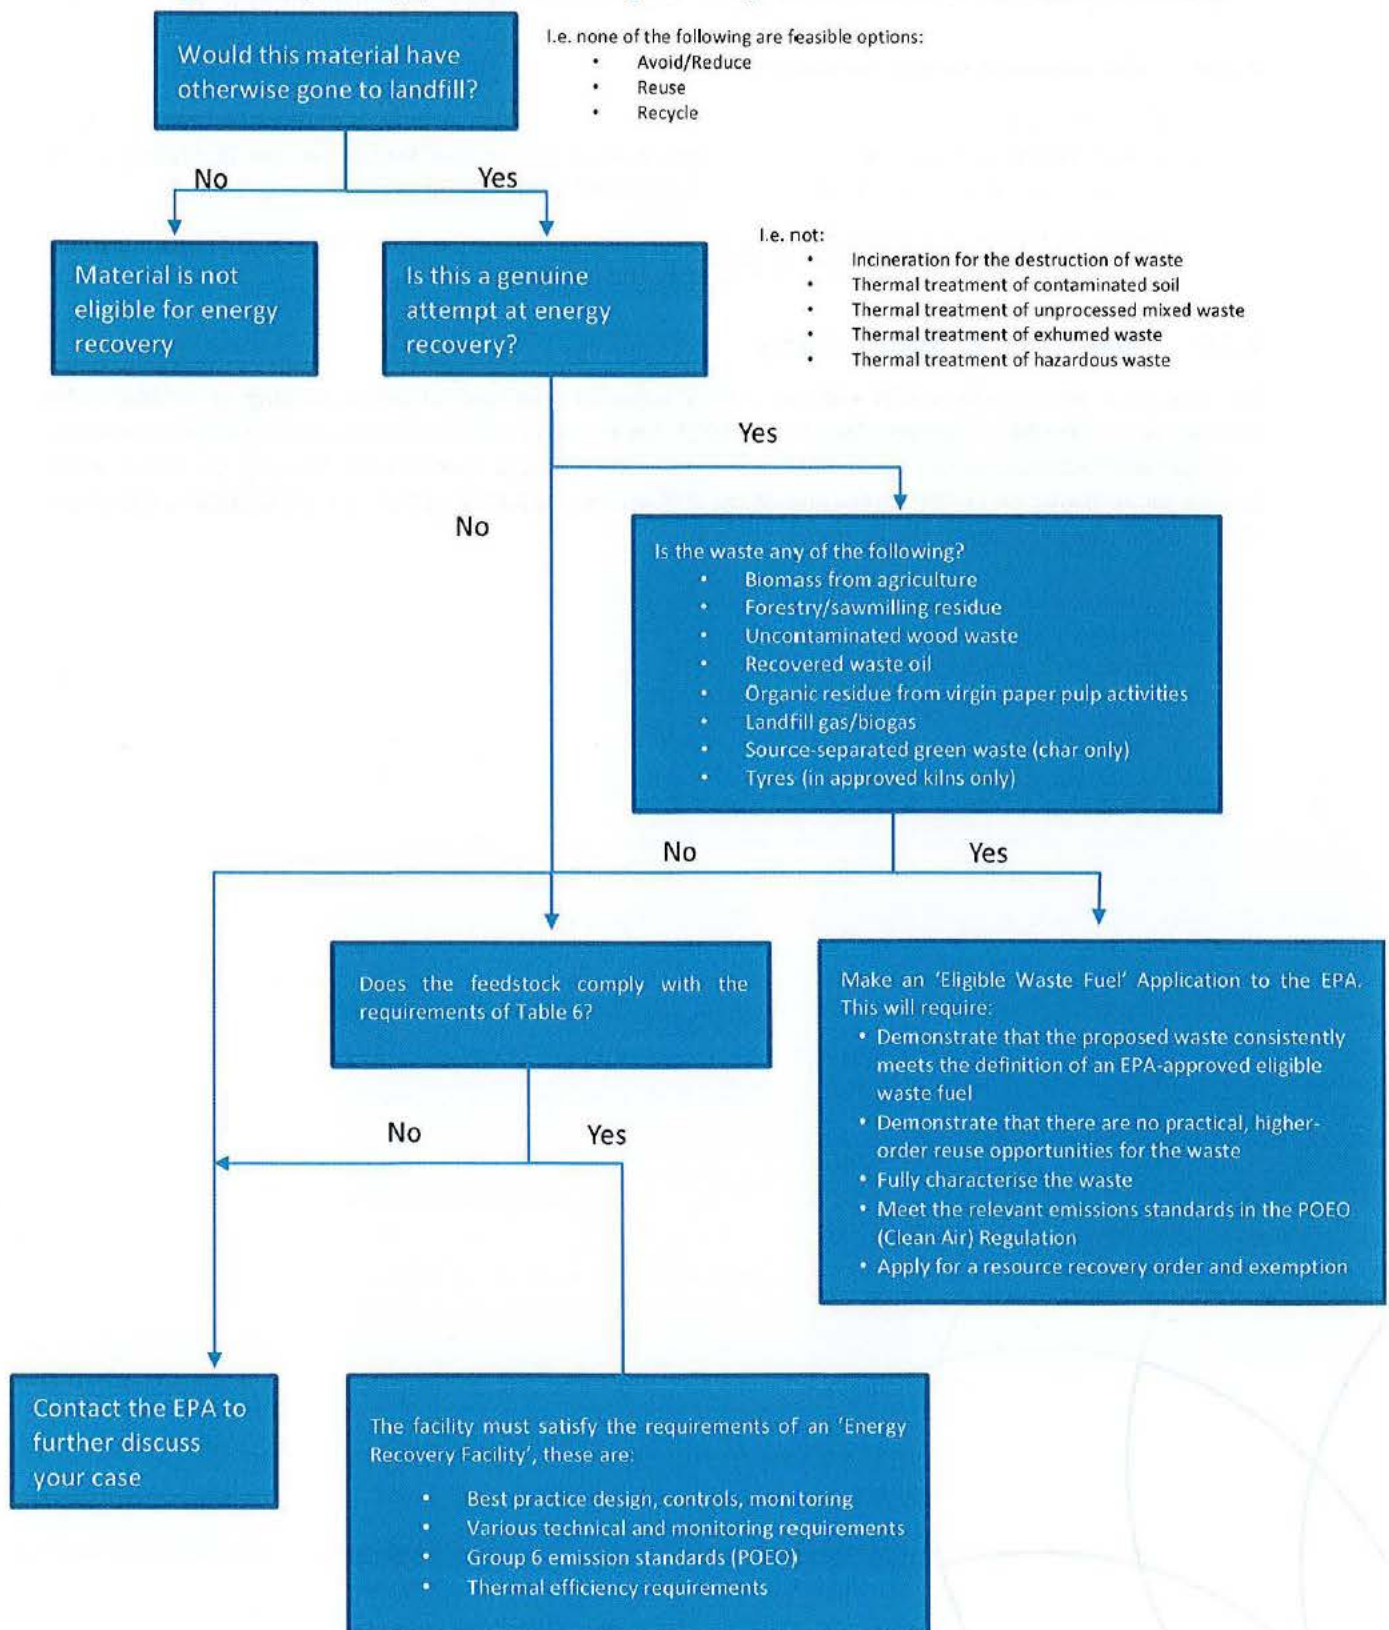 Would this material have
otherwise gone to landfill?
I.e. none of the following are feasible options:
• Avoid/Reduce
• Reuse
• Recycle
No
Yes
Material is not
eligible for energy
recovery
Is this a genuine
attempt at energy
recovery?
I.e. not:
• Incineration for the destruction of waste
• Thermal treatment of contaminated soil
• Thermal treatment of unprocessed mixed waste
• Thermal treatment of exhumed waste
• Thermal treatment of hazardous waste
Yes
No
Is the waste any of the following?
• Biomass from agriculture
• Forestry/sawmilling residue
• Uncontaminated wood waste
• Recovered waste oil
• Organic residue from virgin paper pulp activities
• Landfill gas/biogas
• Source-separated green waste (char only)
• Tyres (in approved kilns only)
No
Yes
Does the feedstock comply with the
requirements of Table 6?
Make an 'Eligible Waste Fuel' Application to the EPA.
This will require:
• Demonstrate that the proposed waste consistently
meets the definition of an EPA-approved eligible
waste fuel
• Demonstrate that there are no practical, higher-
order reuse opportunities for the waste
• Fully characterise the waste
• Meet the relevant emissions standards in the POEO
(Clean Air) Regulation
• Apply for a resource recovery order and exemption
No
Yes
Contact the EPA to
further discuss
your case
The facility must satisfy the requirements of an 'Energy
Recovery Facility', these are:
• Best practice design, controls, monitoring
• Various technical and monitoring requirements
• Group 6 emission standards (POEO)
• Thermal efficiency requirements